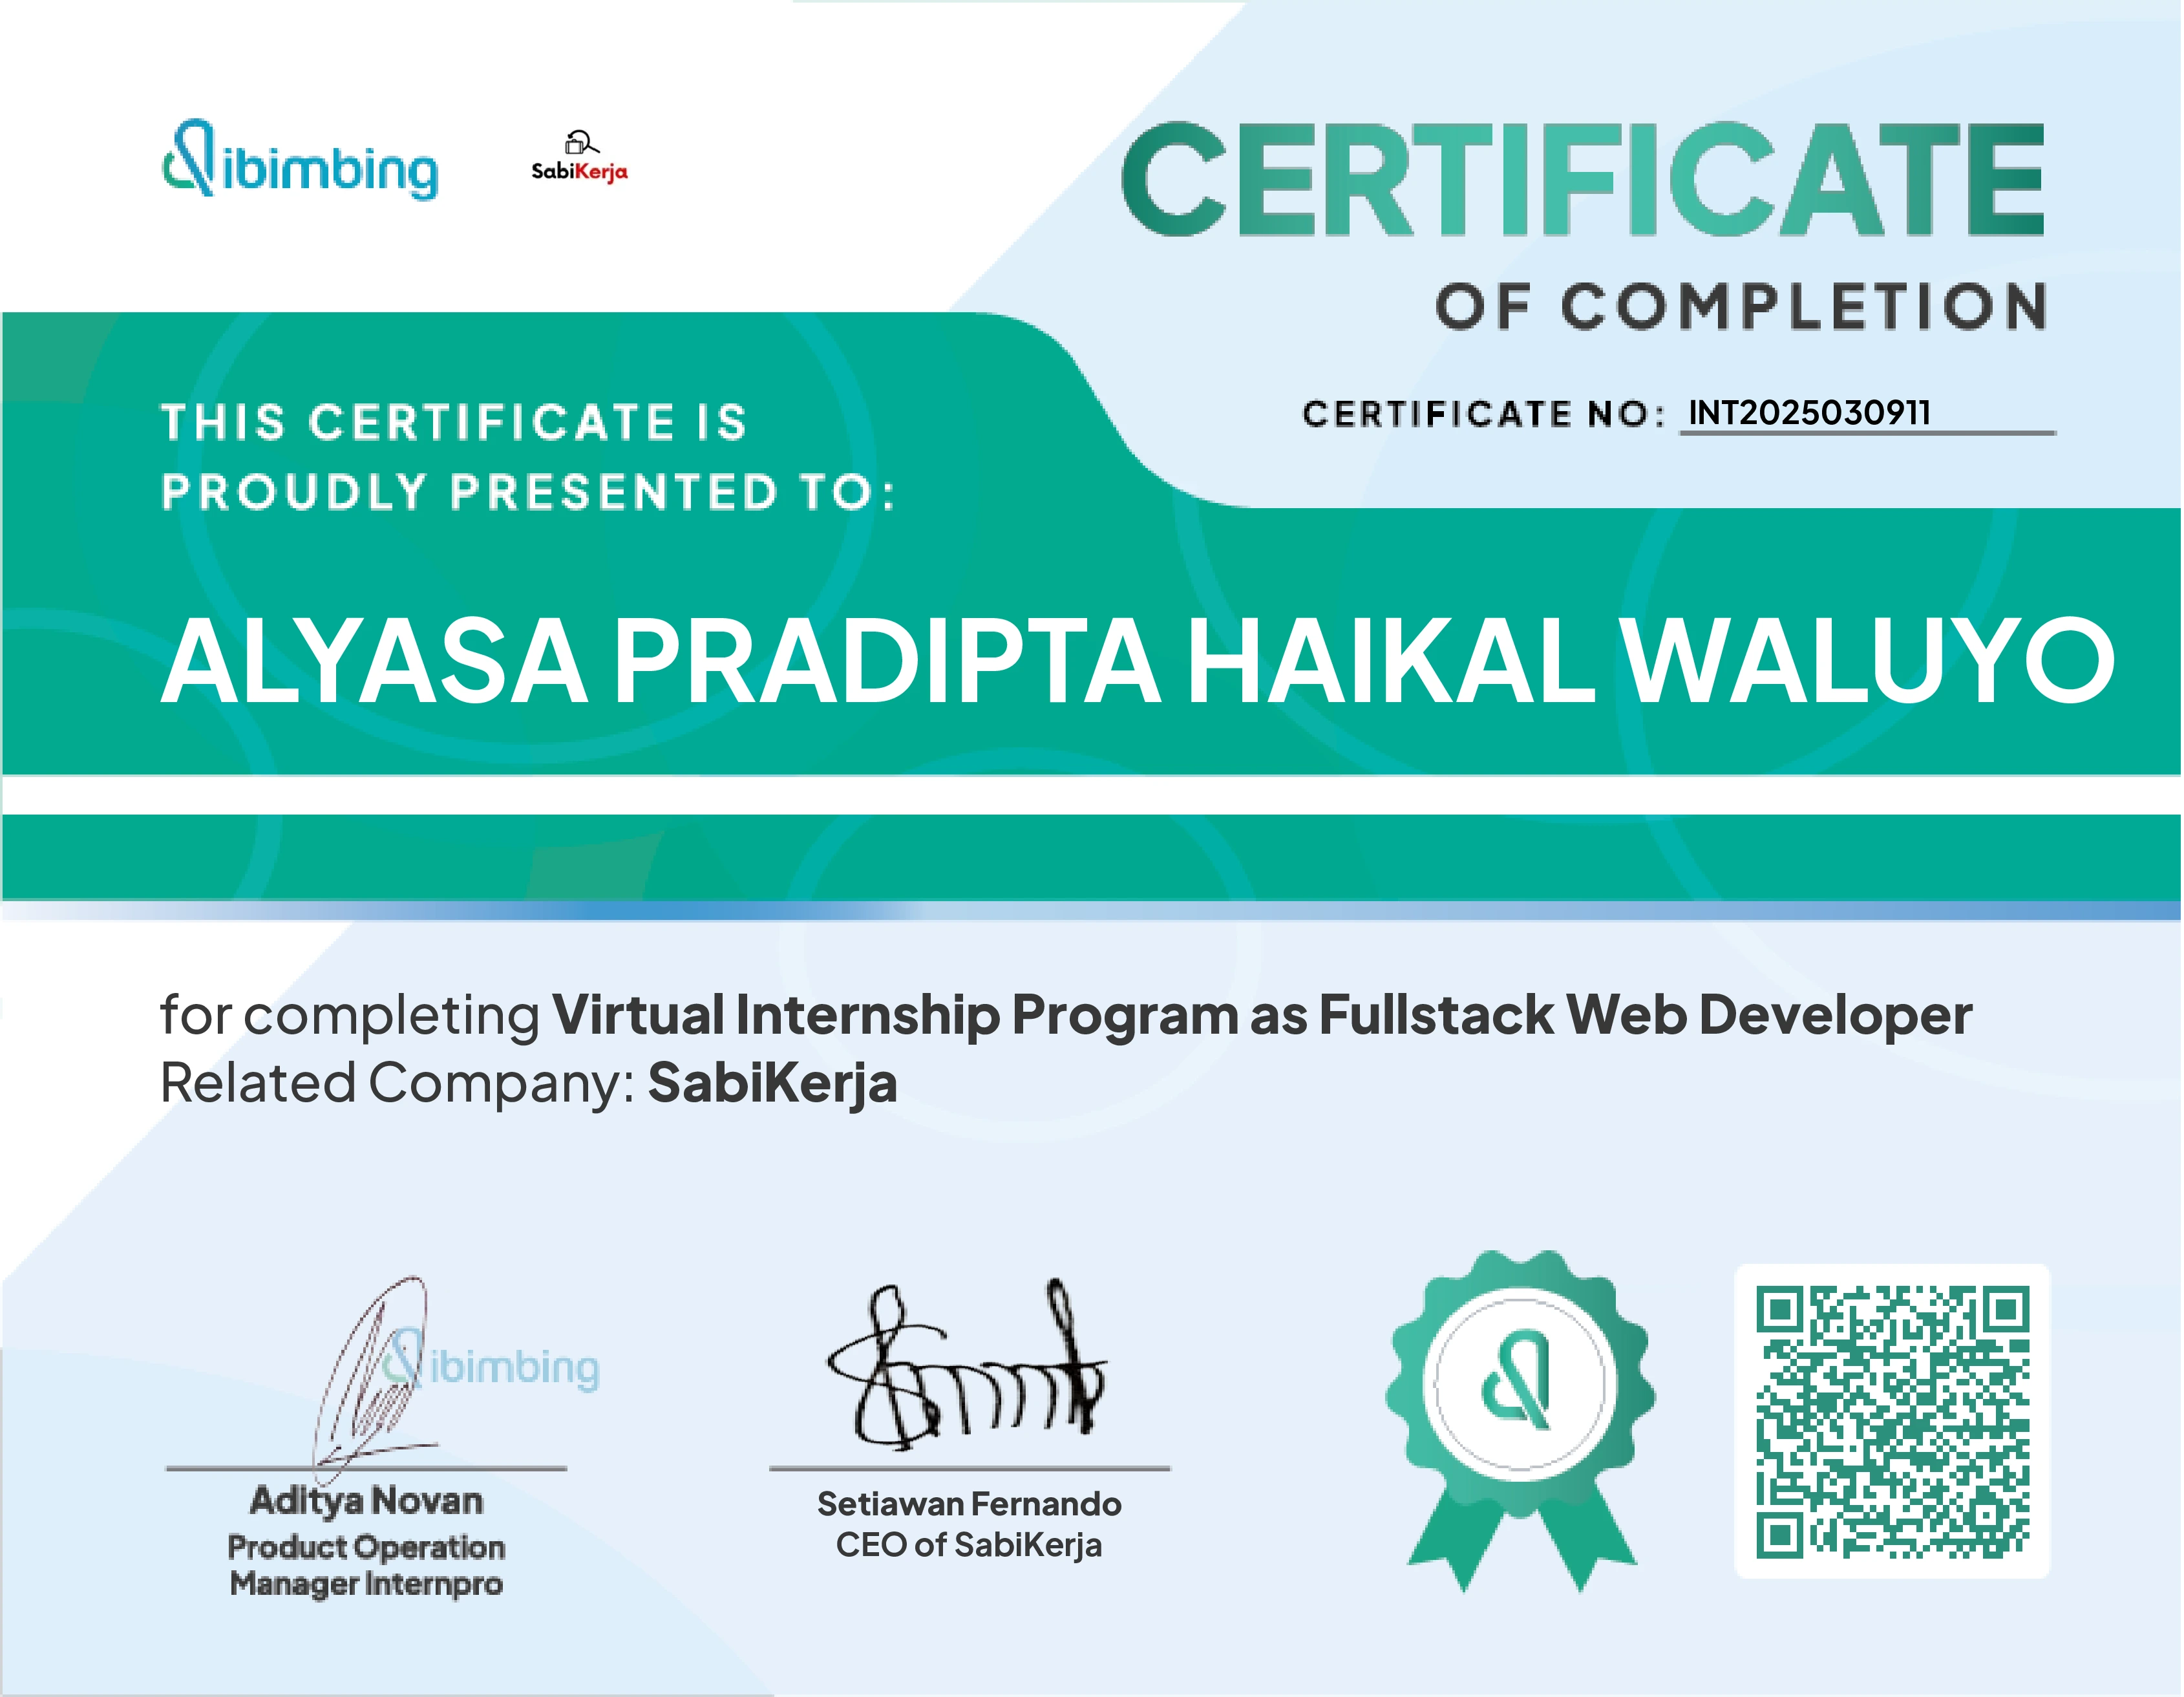 ibimbing
SabiKerja
CERTIFICATE
OF COMPLETION
CERTIFICATE NO: INT2025030911
THIS CERTIFICATE IS
PROUDLY PRESENTED TO:
ALYASA PRADIPTA HAIKAL WALUYO
for completing Virtual Internship Program as Fullstack Web Developer
Related Company: SabiKerja
ibimbing
Aditya Novan
Product Operation
Manager Internpro
Setiawan Fernando
CEO of SabiKerja